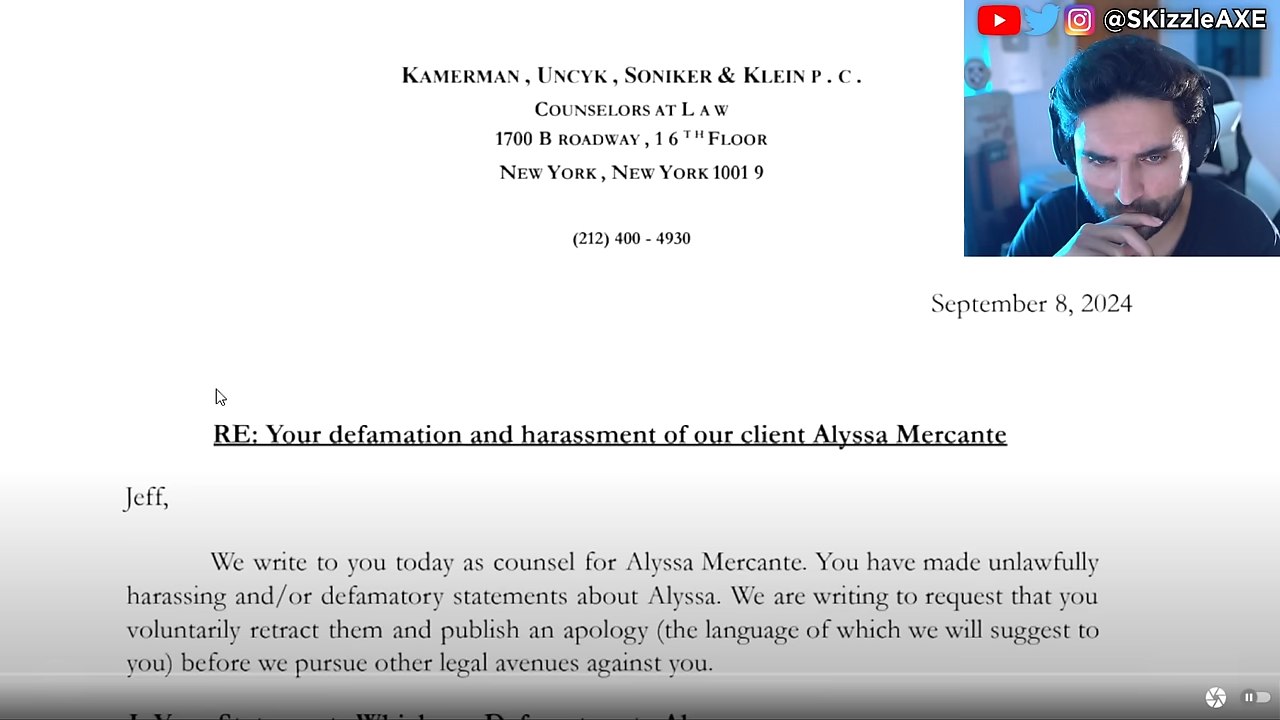 @SKizzleAXE
KAMERMAN, UNCYK, SONIKER & KLEIN P.C.
COUNSELORS AT LAW
1700 BROADWAY, 16TH FLOOR
NEW YORK, NEW YORK 10019
(212) 400 - 4930
September 8, 2024
RE: Your defamation and harassment of our client Alyssa Mercante
Jeff,
We write to you today as counsel for Alyssa Mercante. You have made unlawfully
harassing and/or defamatory statements about Alyssa. We are writing to request that you
voluntarily retract them and publish an apology (the language of which we will suggest to
you) before we pursue other legal avenues against you.